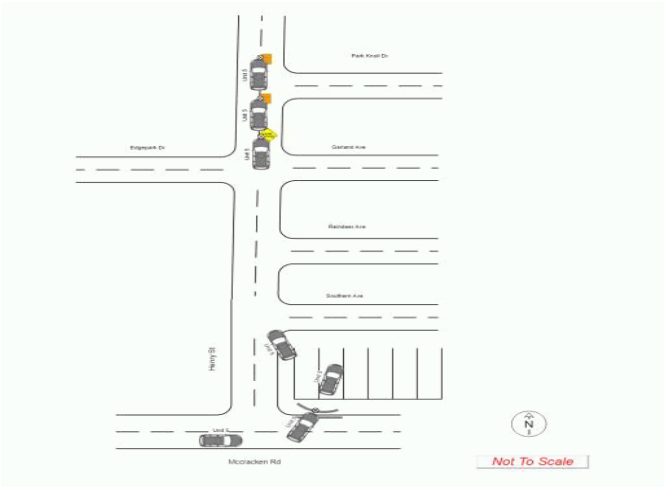 Park Knoll Dr
Unit 5
Unit 5
Unit 5
Edgepark Dr
Garland Ave
Reindeer Ave
Southern Ave
Unit 5
Henry St
Unit 5
Unit 5
Unit 5
N
Mccracken Rd
Not To Scale